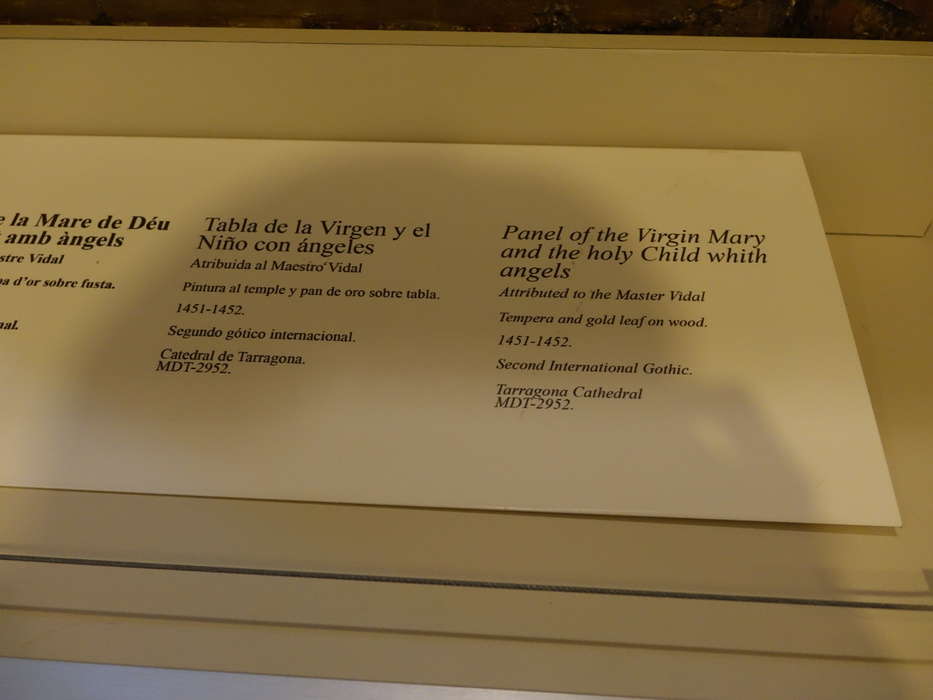 e la Mare de Déu
amb àngels
stre Vidal
pa d'or sobre fusta.
nal.
Tabla de la Virgen y el
Niño con ángeles
Atribuida al Maestro Vidal
Pintura al temple y pan de oro sobre tabla.
1451-1452.
Segundo gótico internacional.
Catedral de Tarragona.
MDT-2952.
Panel of the Virgin Mary
and the holy Child whith
angels
Attributed to the Master Vidal
Tempera and gold leaf on wood.
1451-1452.
Second International Gothic.
Tarragona Cathedral
MDT-2952.